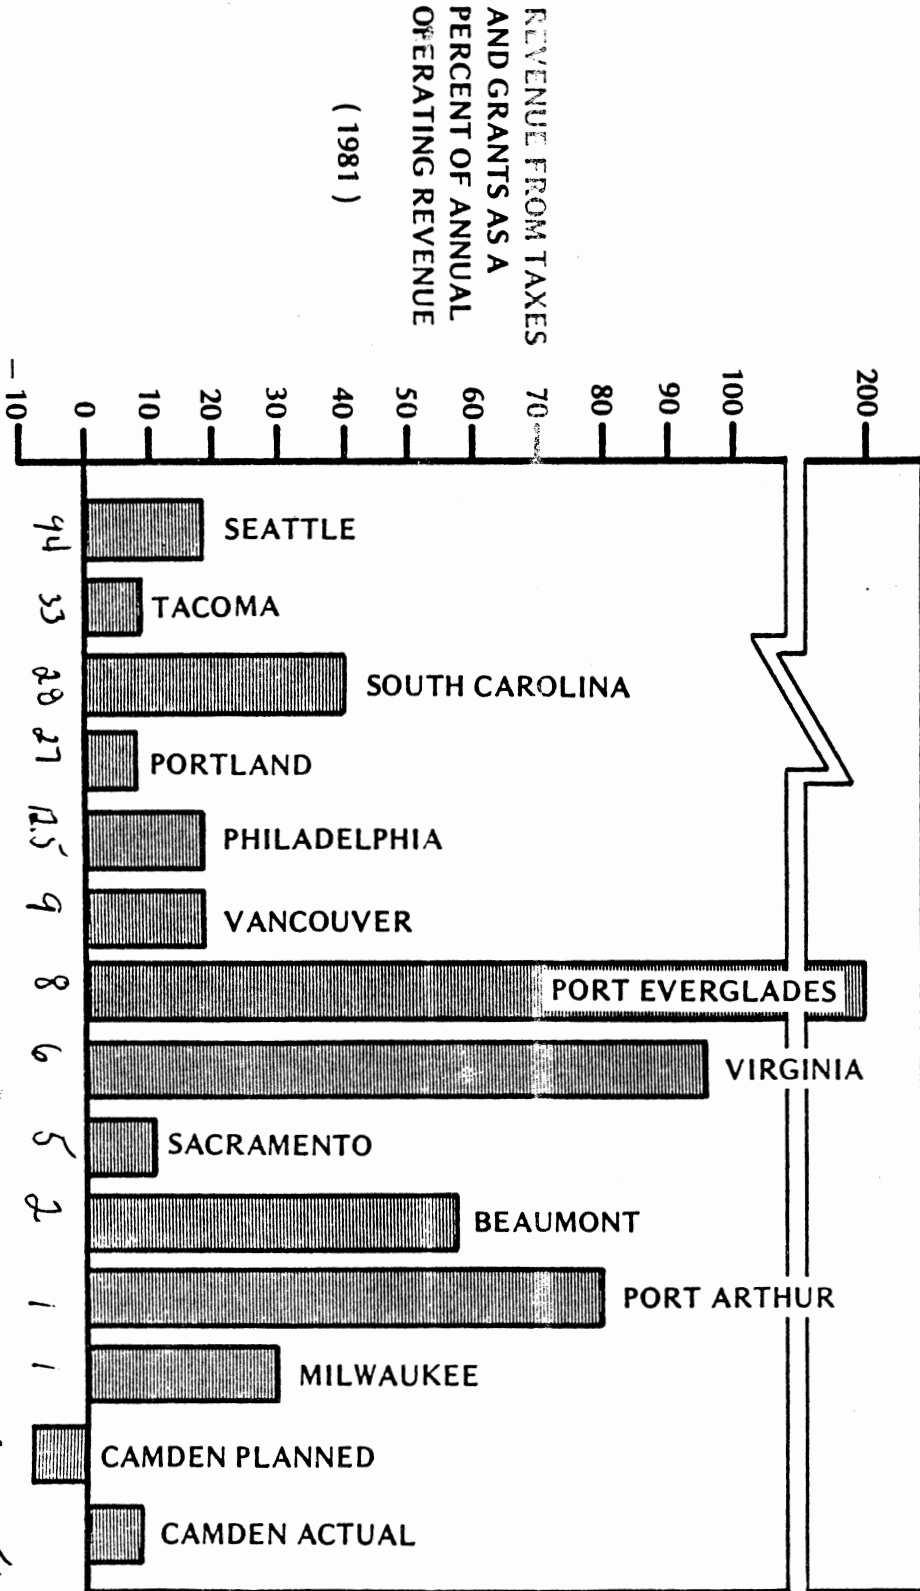 REVENUE FROM TAXES
AND GRANTS AS A
PERCENT OF ANNUAL
OPERATING REVENUE
( 1981 )
200
100
90
80
70
60
50
40
30
20
10
0
-10
SEATTLE
TACOMA
SOUTH CAROLINA
PORTLAND
PHILADELPHIA
VANCOUVER
PORT EVERGLADES
VIRGINIA
SACRAMENTO
BEAUMONT
PORT ARTHUR
MILWAUKEE
CAMDEN PLANNED
CAMDEN ACTUAL
94 33 28 27 12.5 9 8 6 5 2 1 1